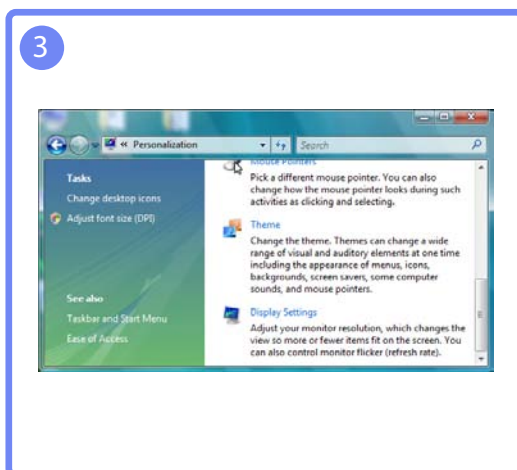 3
« Personalization
Search
Tasks
Change desktop icons
Adjust font size (DPI)
See also
Taskbar and Start Menu
Ease of Access
Mouse Pointers
Pick a different mouse pointer. You can also
change how the mouse pointer looks during such
activities as clicking and selecting.
Theme
Change the theme. Themes can change a wide
range of visual and auditory elements at one time
including the appearance of menus, icons,
backgrounds, screen savers, some computer
sounds, and mouse pointers.
Display Settings
Adjust your monitor resolution, which changes the
view so more or fewer items fit on the screen. You
can also control monitor flicker (refresh rate).